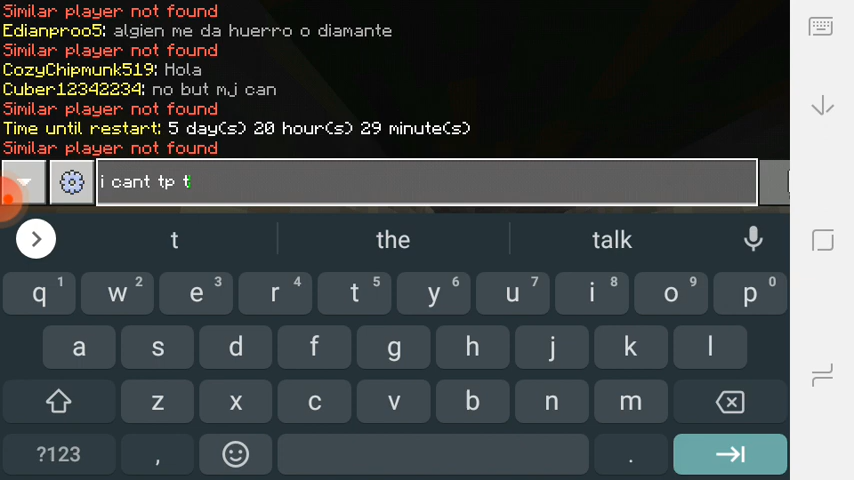 Similar player not found
Edianproo5: algien me da huerro o diamante
Similar player not found
CozyChipmunk519: Hola
Cuber12342234: no but mj can
Similar player not found
Time until restart: 5 day(s) 20 hour(s) 29 minute(s)
Similar player not found
i cant tp t
t the talk
q 1 w 2 e 3 r 4 t 5 y 6 u 7 i 8 o 9 p 0
a s d f g h j k l
z x c v b n m
?123 , .